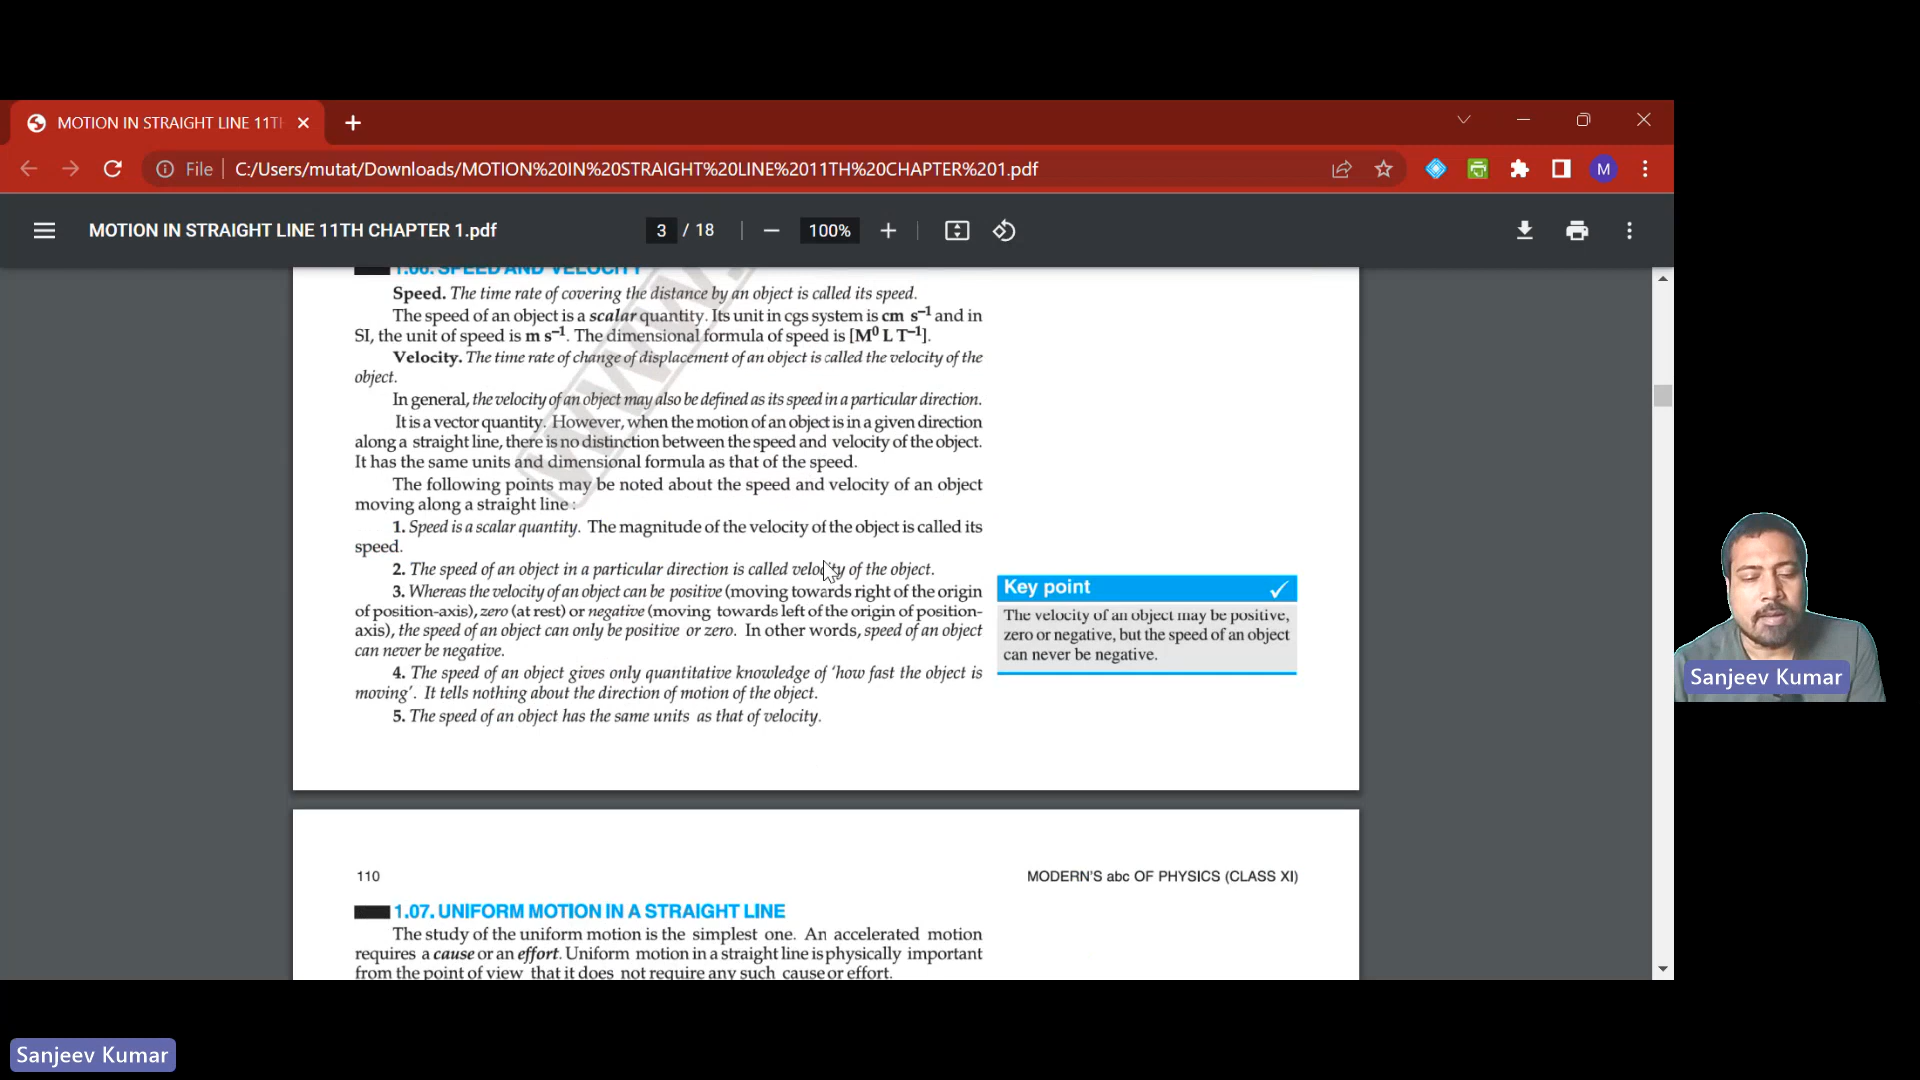 MOTION IN STRAIGHT LINE 11TH
File
C:/Users/mutat/Downloads/MOTION%20IN%20STRAIGHT%20LINE%2011TH%20CHAPTER%201.pdf
M
MOTION IN STRAIGHT LINE 11TH CHAPTER 1.pdf
3 / 18
100%
1.06. SPEED AND VELOCITY
Speed. The time rate of covering the distance by an object is called its speed.
The speed of an object is a scalar quantity. Its unit in cgs system is cm s⁻¹ and in
SI, the unit of speed is m s⁻¹. The dimensional formula of speed is [M⁰ L T⁻¹].
Velocity. The time rate of change of displacement of an object is called the velocity of the
object.
In general, the velocity of an object may also be defined as its speed in a particular direction.
It is a vector quantity. However, when the motion of an object is in a given direction
along a straight line, there is no distinction between the speed and velocity of the object.
It has the same units and dimensional formula as that of the speed.
The following points may be noted about the speed and velocity of an object
moving along a straight line :
1. Speed is a scalar quantity. The magnitude of the velocity of the object is called its
speed.
2. The speed of an object in a particular direction is called velocity of the object.
3. Whereas the velocity of an object can be positive (moving towards right of the origin
of position-axis), zero (at rest) or negative (moving towards left of the origin of position-
axis), the speed of an object can only be positive or zero. In other words, speed of an object
can never be negative.
4. The speed of an object gives only quantitative knowledge of ‘how fast the object is
moving’. It tells nothing about the direction of motion of the object.
5. The speed of an object has the same units as that of velocity.
Key point
The velocity of an object may be positive,
zero or negative, but the speed of an object
can never be negative.
www.
110
MODERN'S abc OF PHYSICS (CLASS XI)
1.07. UNIFORM MOTION IN A STRAIGHT LINE
The study of the uniform motion is the simplest one. An accelerated motion
requires a cause or an effort. Uniform motion in a straight line is physically important
from the point of view that it does not require any such cause or effort.
Sanjeev Kumar
Sanjeev Kumar